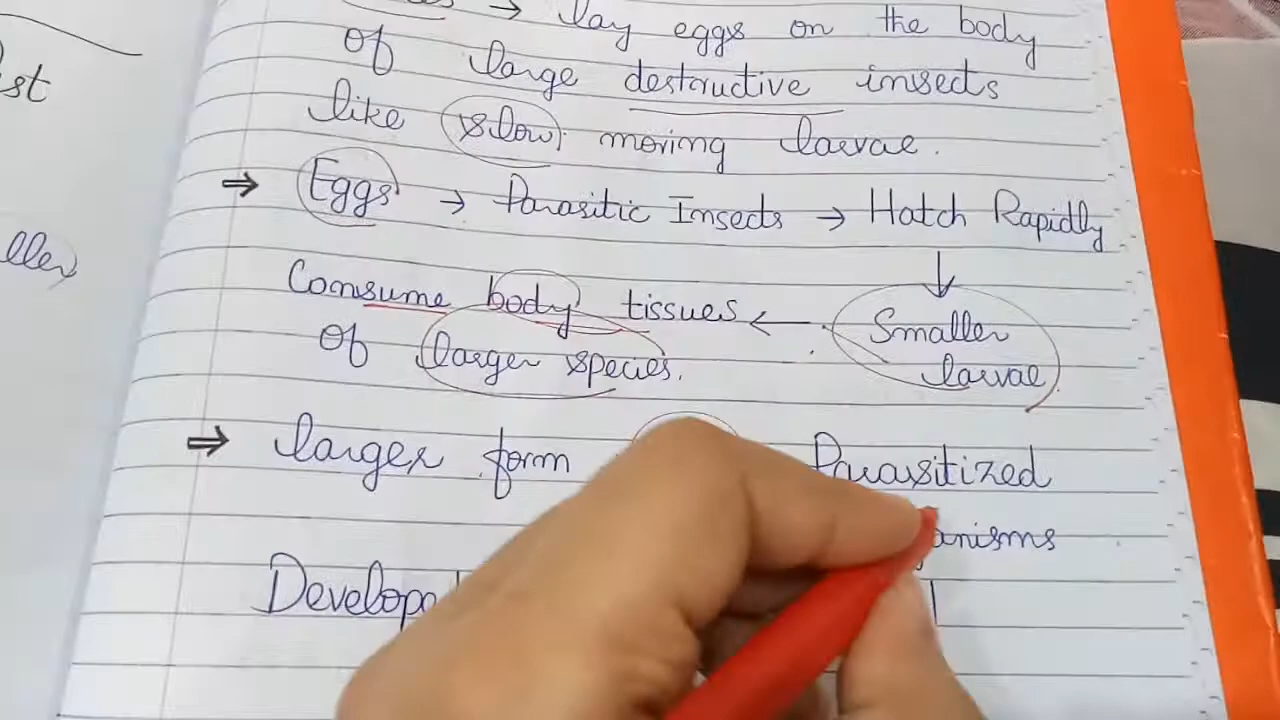 → lay eggs on the body
of large destructive insects
like slow moving larvae.
⇒ Eggs → Parasitic Insects → Hatch Rapidly
↓
Consume body tissues ← Smaller
of larger species. larvae
⇒ larger form Parasitized